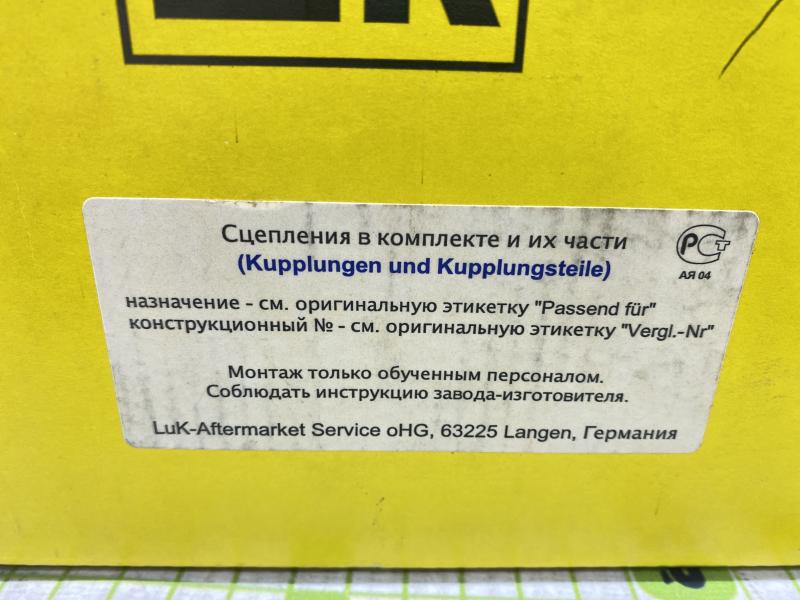 Сцепления в комплекте и их части
(Kupplungen und Kupplungsteile)
РСТ
АЯ 04
назначение - см. оригинальную этикетку "Passend für"
конструкционный № - см. оригинальную этикетку "Vergl.-Nr"
Монтаж только обученным персоналом.
Соблюдать инструкцию завода-изготовителя.
LuK-Aftermarket Service oHG, 63225 Langen, Германия